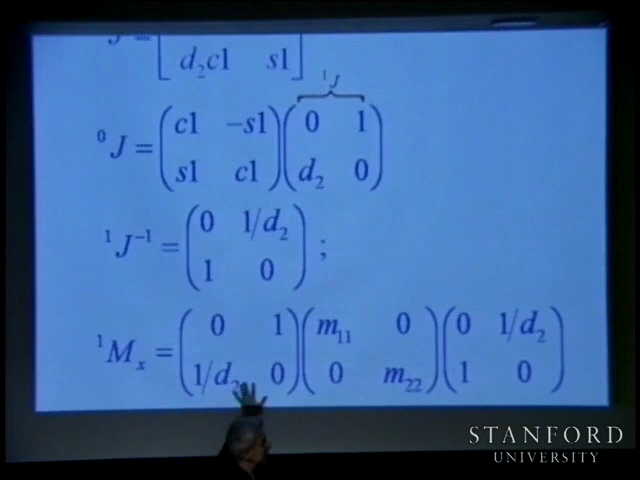 J = [ d₂c1 s1 ]
¹J
⁰J = ( c1 −s1 ; s1 c1 ) ( 0 1 ; d₂ 0 )
¹J⁻¹ = ( 0 1/d₂ ; 1 0 ) ;
¹Mₓ = ( 0 1 ; 1/d₂ 0 ) ( m₁₁ 0 ; 0 m₂₂ ) ( 0 1/d₂ ; 1 0 )
STANFORD
UNIVERSITY